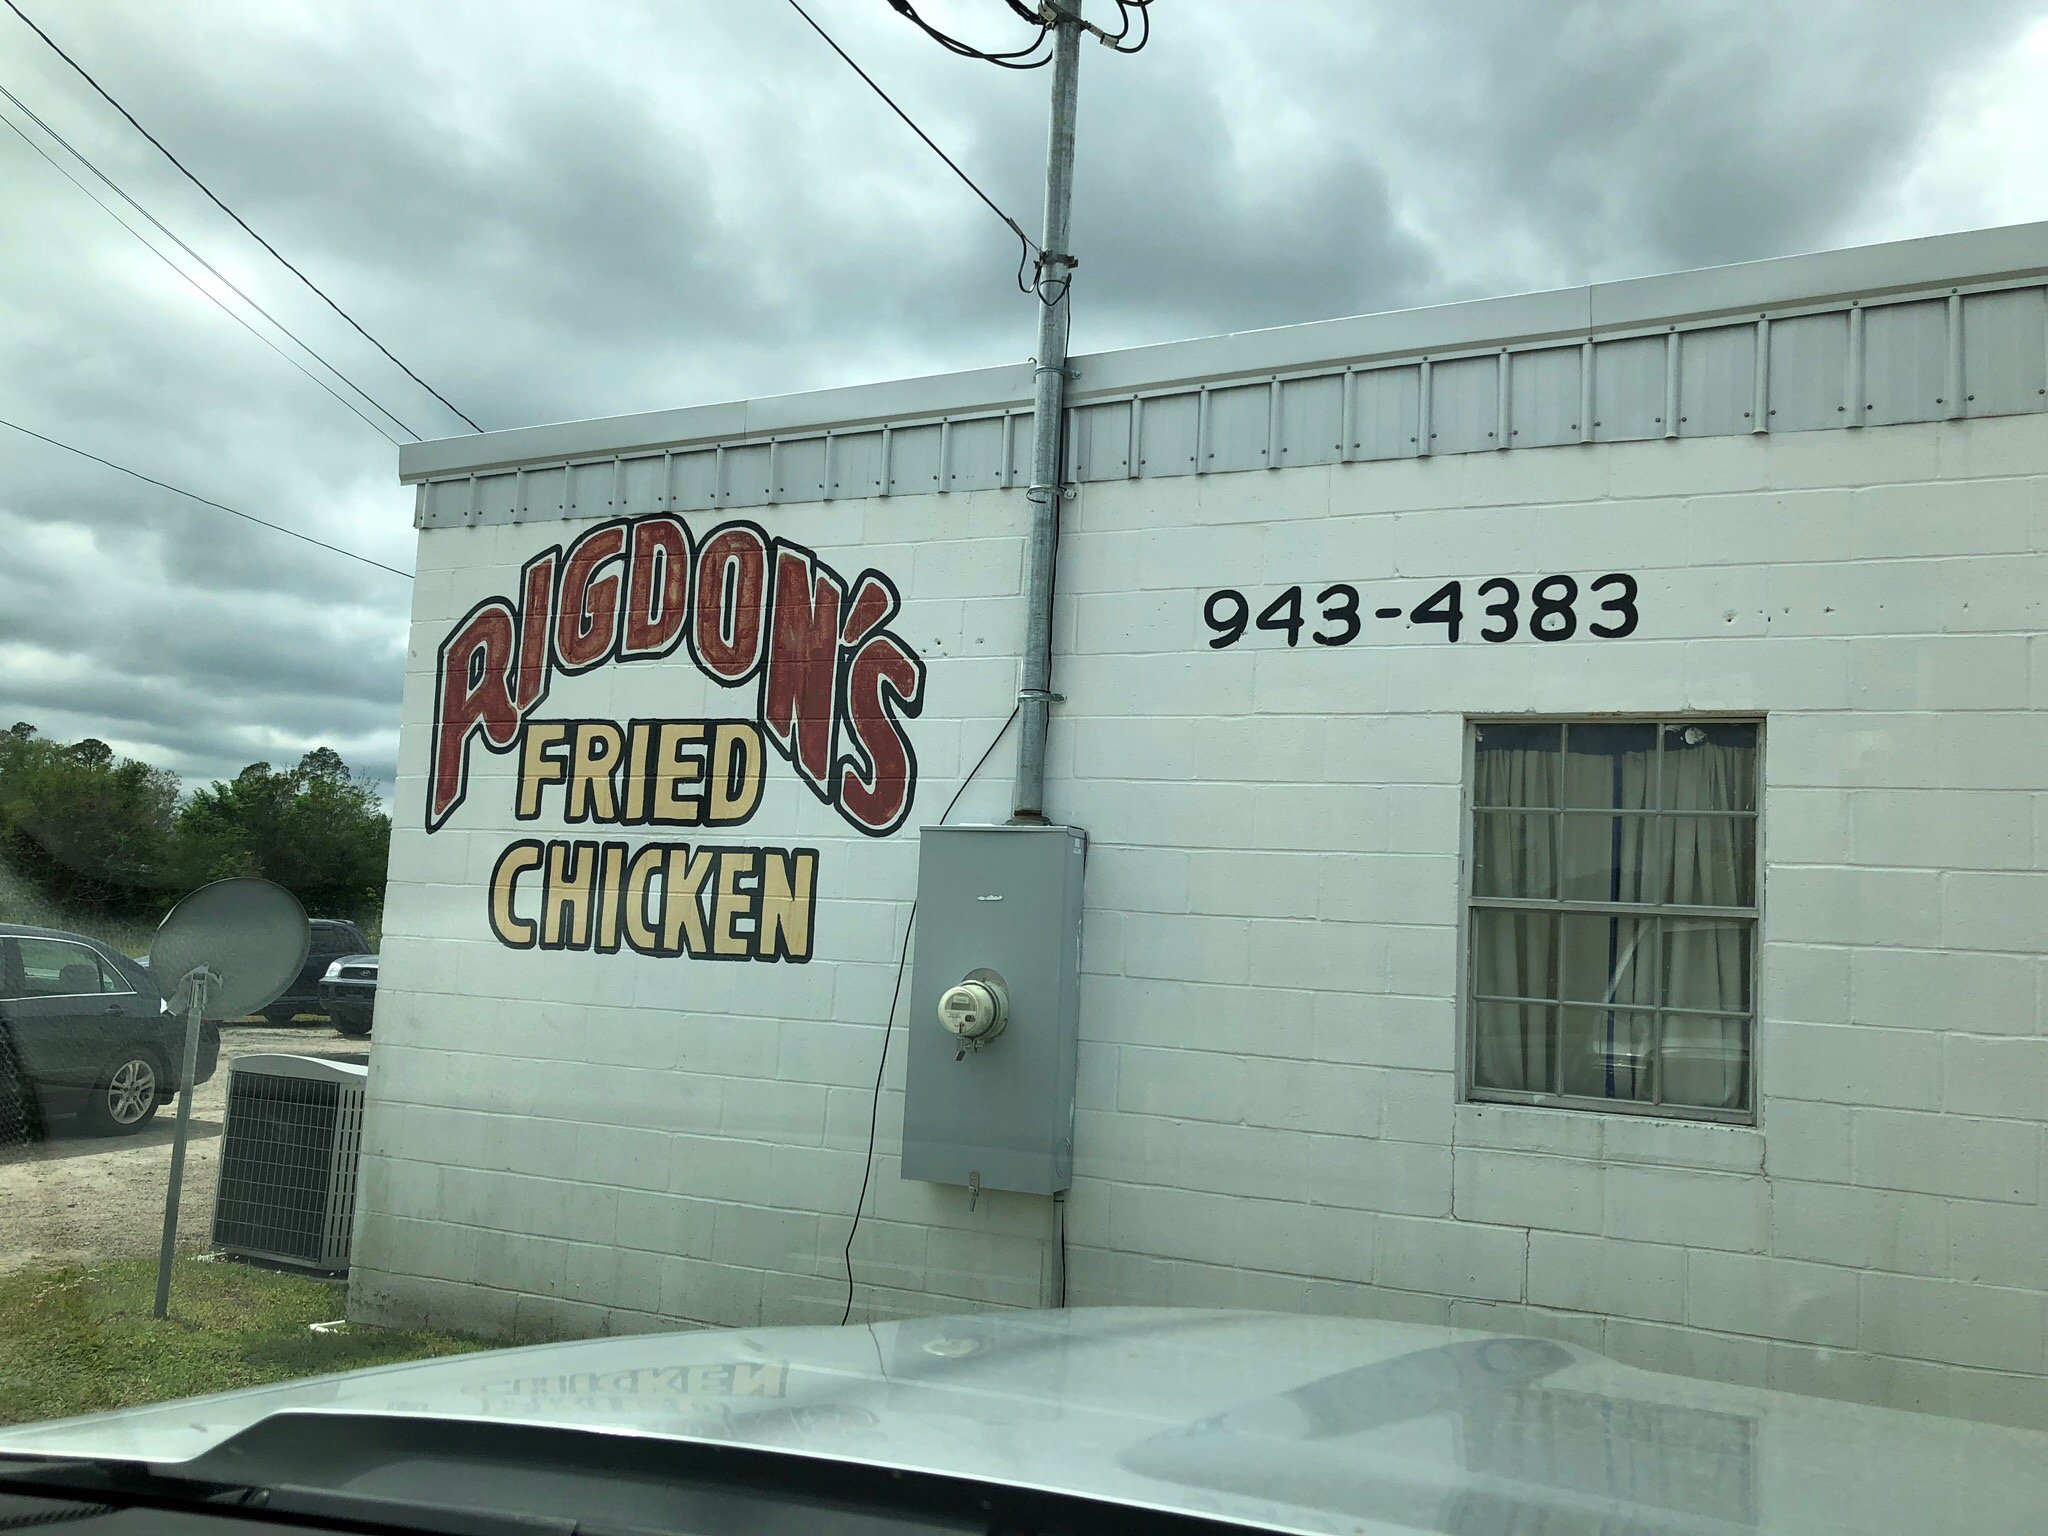 RIGDON'S
FRIED
CHICKEN
943-4383